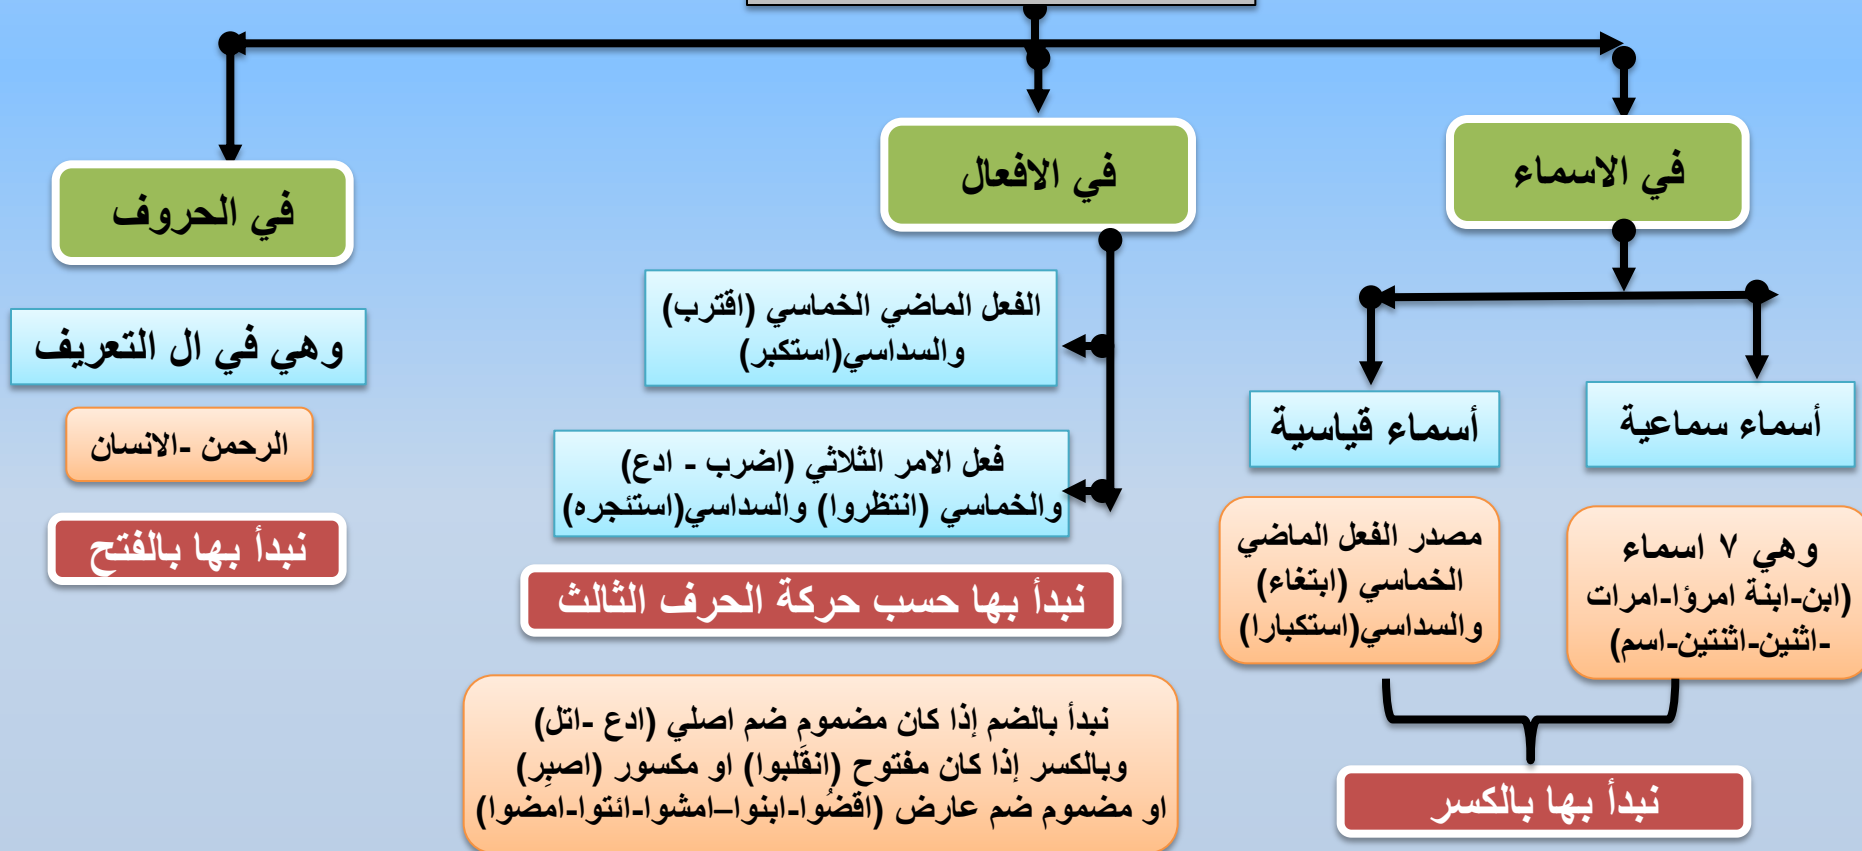 في الاسماء
في الافعال
في الحروف
أسماء سماعية
وهي ٧ اسماء
(ابن-ابنة امرؤا-امرات
-اثنين-اثنتين-اسم)
أسماء قياسية
مصدر الفعل الماضي
الخماسي (ابتغاء)
والسداسي(استكبارا)
نبدأ بها بالكسر
الفعل الماضي الخماسي (اقترب)
والسداسي(استكبر)
فعل الامر الثلاثي (اضرب - ادع)
والخماسي (انتظروا) والسداسي(استئجره)
نبدأ بها حسب حركة الحرف الثالث
نبدأ بالضم إذا كان مضموم ضم اصلي (ادع -اتل)
وبالكسر إذا كان مفتوح (انقَلبوا) او مكسور (اصبِر)
او مضموم ضم عارض (اقضُوا-ابنوا–امشوا-ائتوا-امضوا)
وهي في ال التعريف
الرحمن -الانسان
نبدأ بها بالفتح